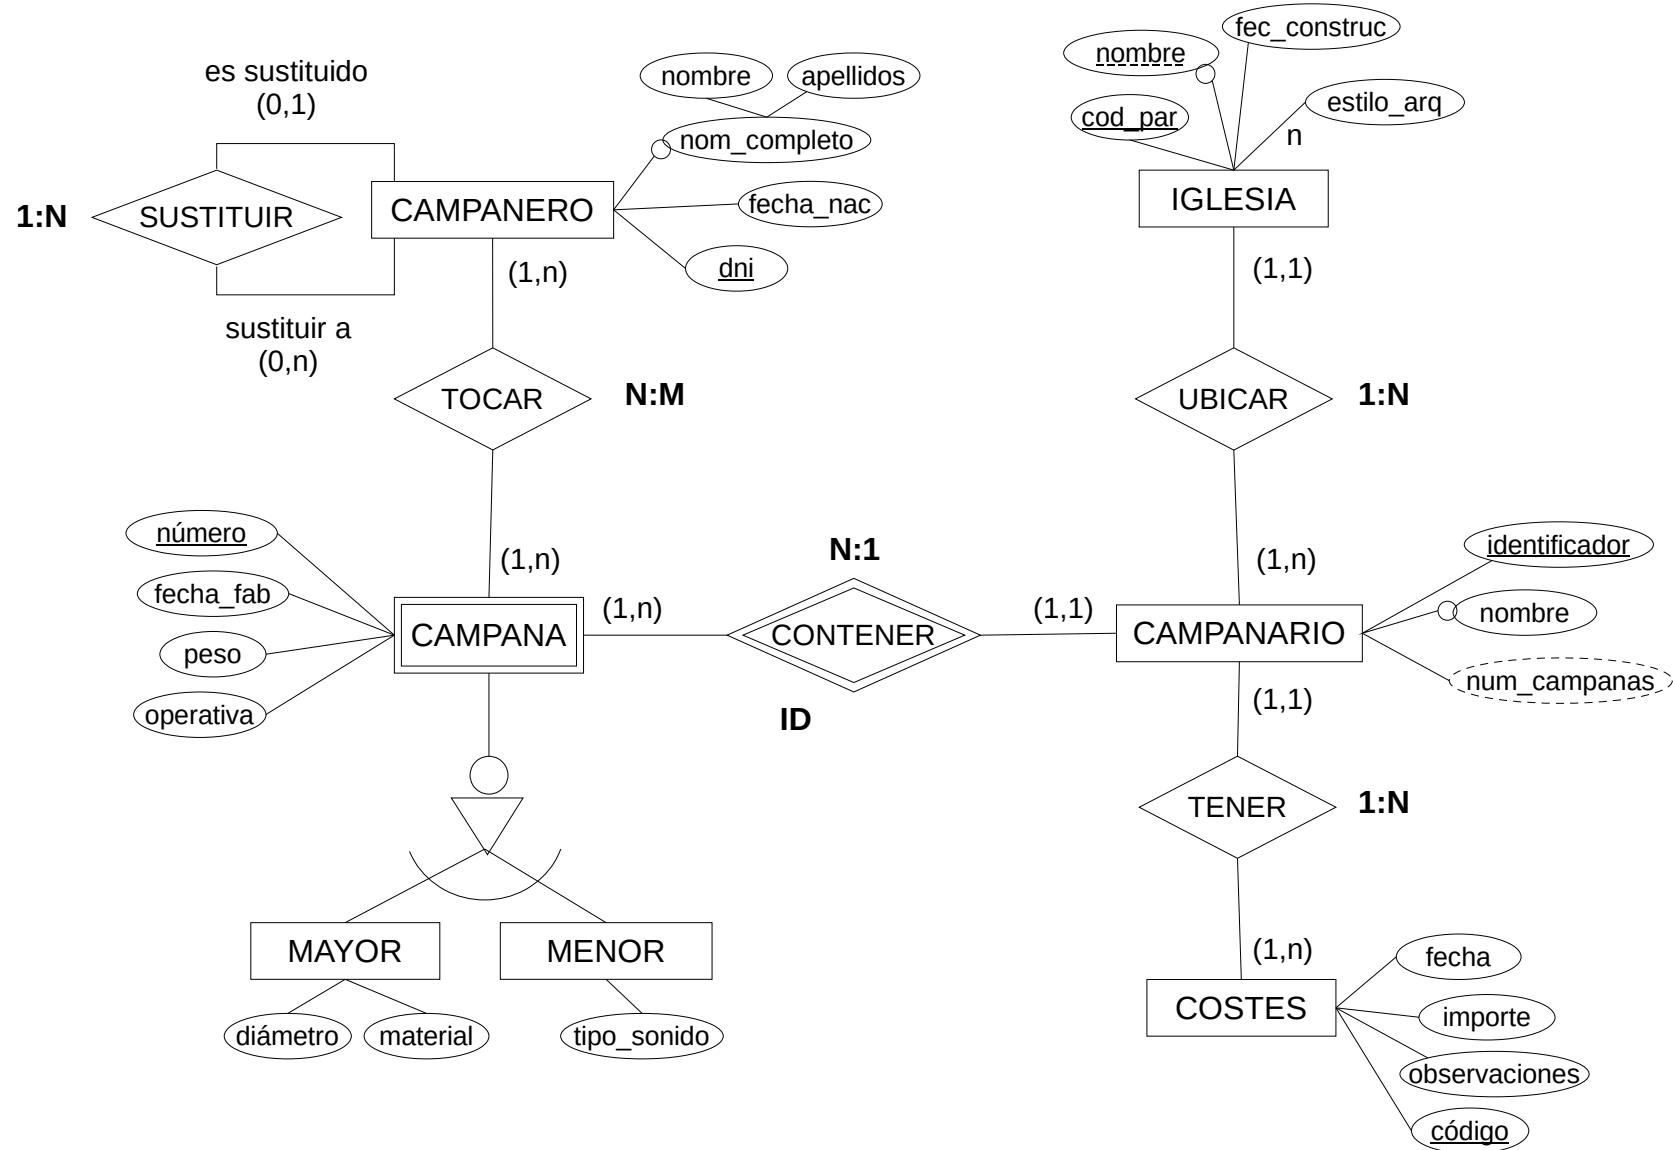 es sustituido
(0,1)
1:N
SUSTITUIR
sustituir a
(0,n)
CAMPANERO
nombre
apellidos
nom_completo
fecha_nac
dni
(1,n)
TOCAR
N:M
(1,n)
nombre
fec_construc
cod_par
estilo_arq
n
IGLESIA
(1,1)
UBICAR
1:N
(1,n)
número
fecha_fab
peso
operativa
CAMPANA
(1,n)
N:1
CONTENER
ID
(1,1)
CAMPANARIO
identificador
nombre
num_campanas
(1,1)
TENER
1:N
(1,n)
MAYOR
MENOR
diámetro
material
tipo_sonido
COSTES
fecha
importe
observaciones
código